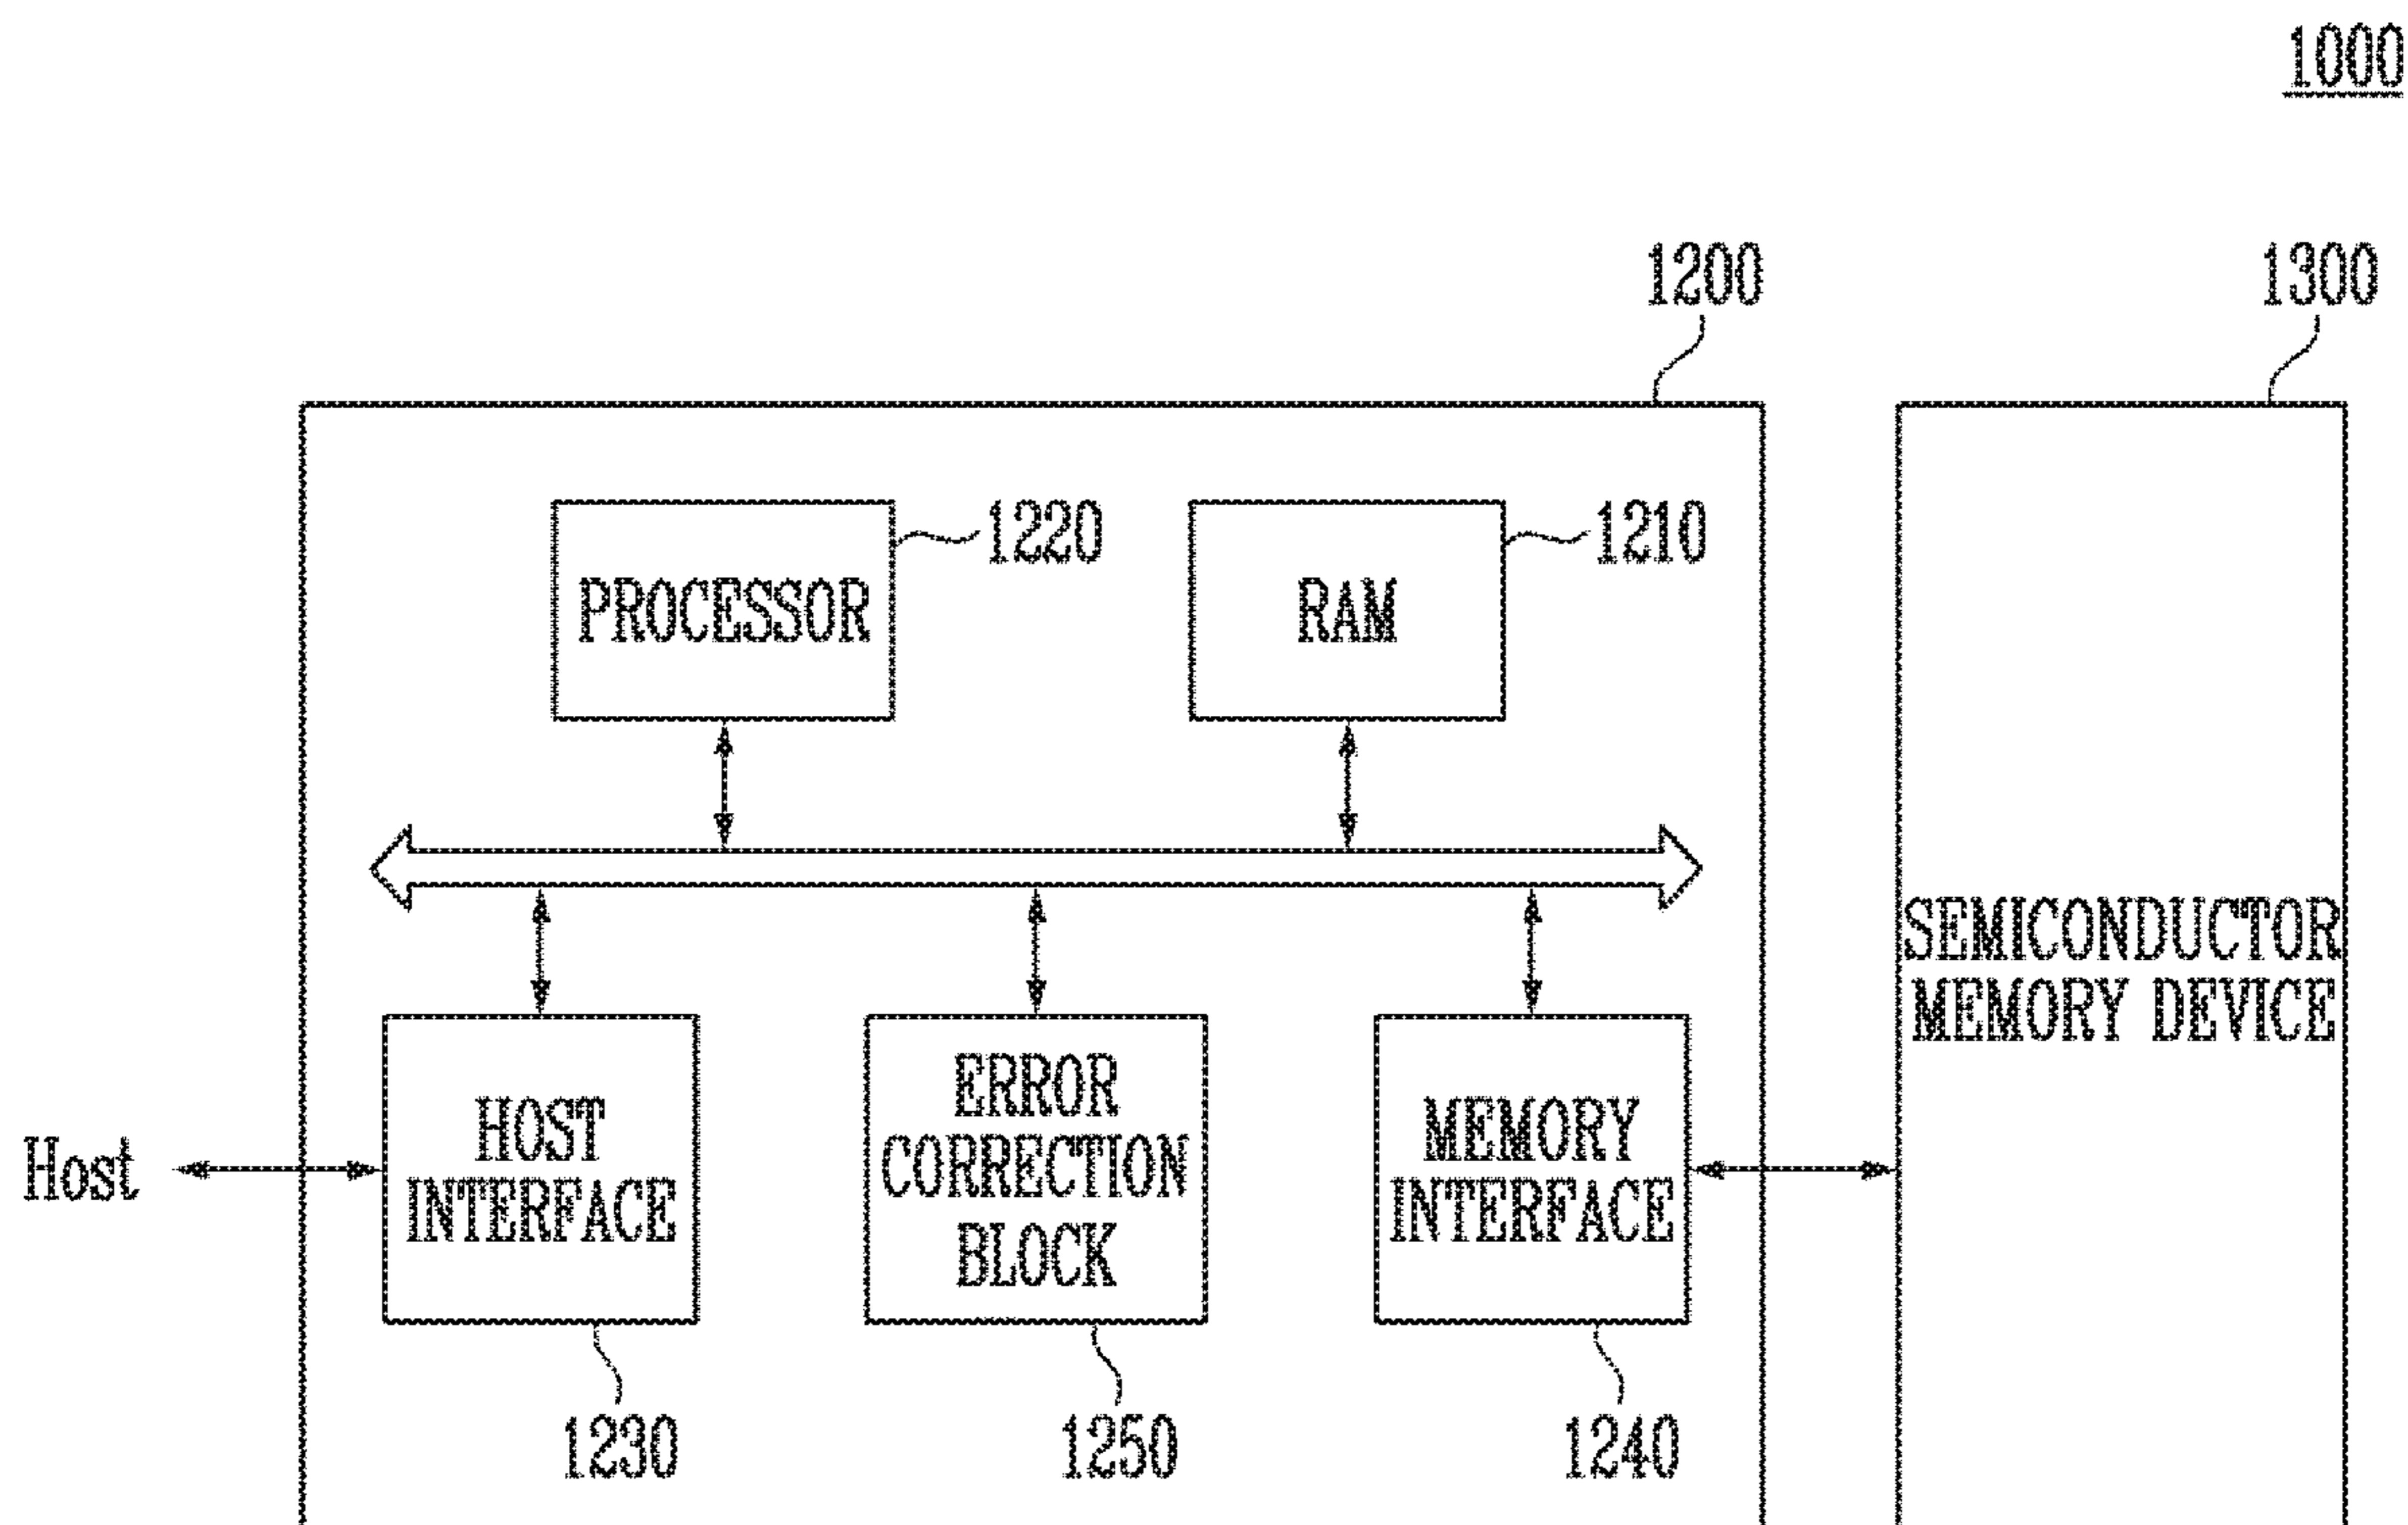 1000
1200
1300
PROCESSOR
1220
RAM
1210
SEMICONDUCTOR
MEMORY DEVICE
Host
HOST
INTERFACE
ERROR
CORRECTION
BLOCK
MEMORY
INTERFACE
1230
1250
1240